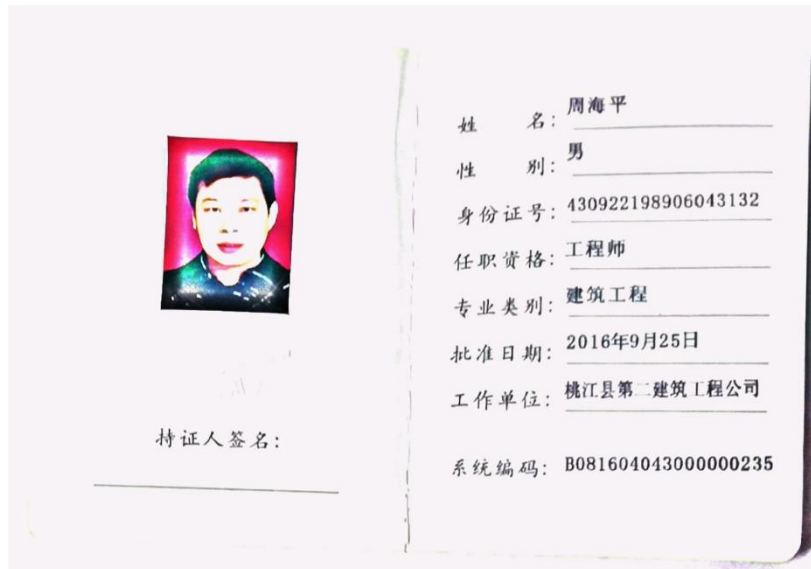 持证人签名：
姓 名：周海平
性 别：男
身份证号：430922198906043132
任职资格：工程师
专业类别：建筑工程
批准日期：2016年9月25日
工作单位：桃江县第二建筑工程公司
系统编码：B081604043000000235